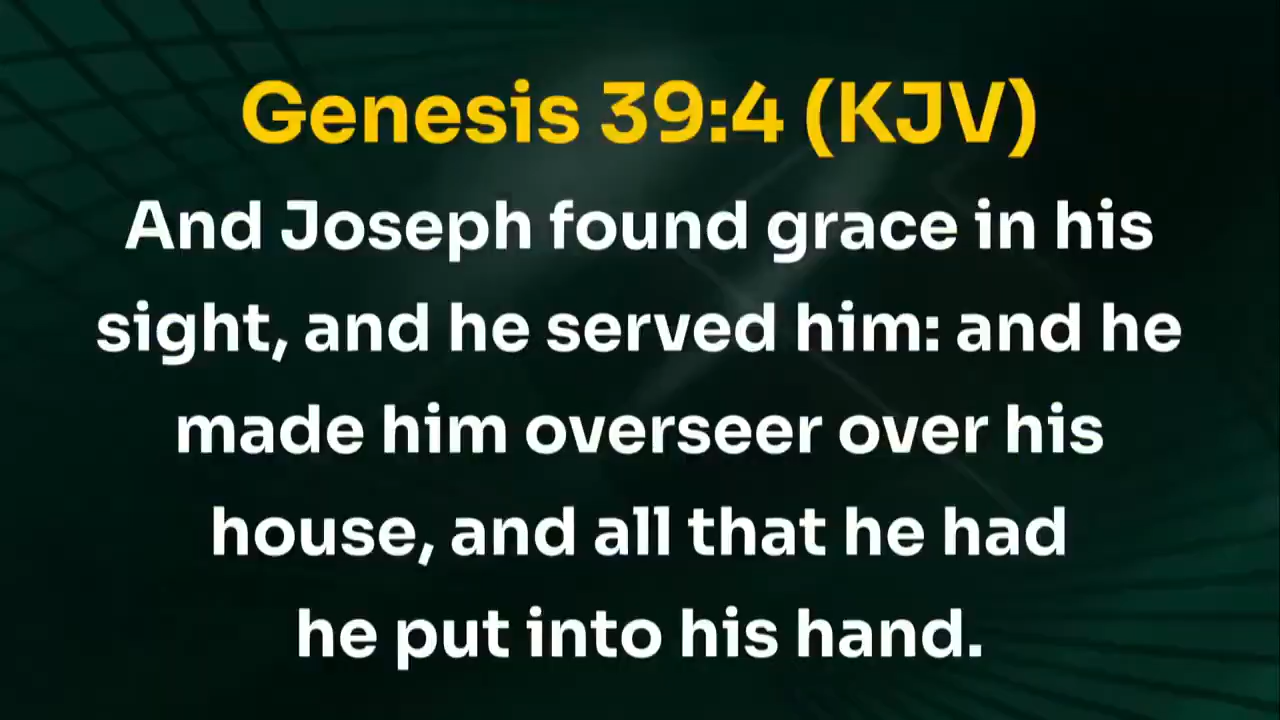 Genesis 39:4 (KJV)
And Joseph found grace in his
sight, and he served him: and he
made him overseer over his
house, and all that he had
he put into his hand.